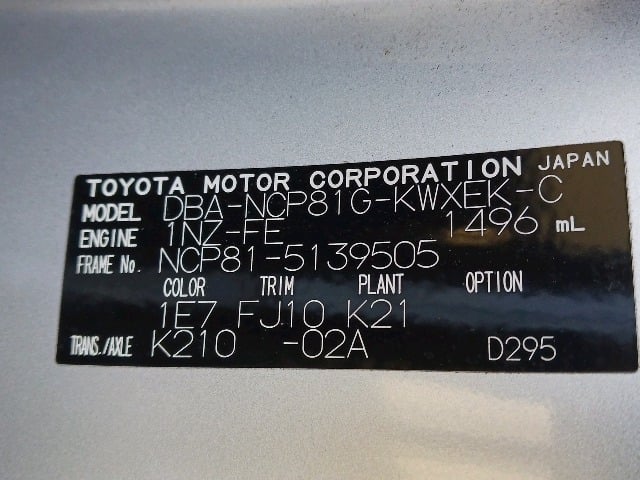 TOYOTA MOTOR CORPORATION JAPAN
MODEL DBA-NCP81G-KWXEK-C
ENGINE 1NZ-FE 1496 mL
FRAME No. NCP81-5139505
COLOR TRIM PLANT OPTION
1E7 FJ10 K21
TRANS./AXLE K210 -02A D295